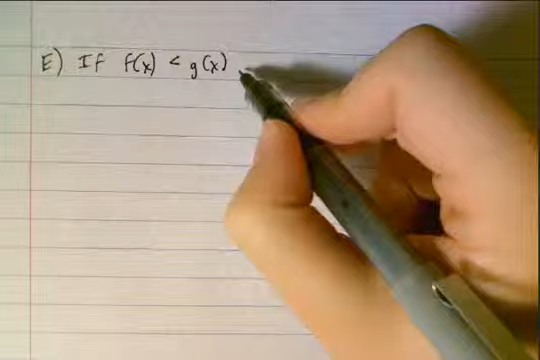 E) If f(x) < g(x)